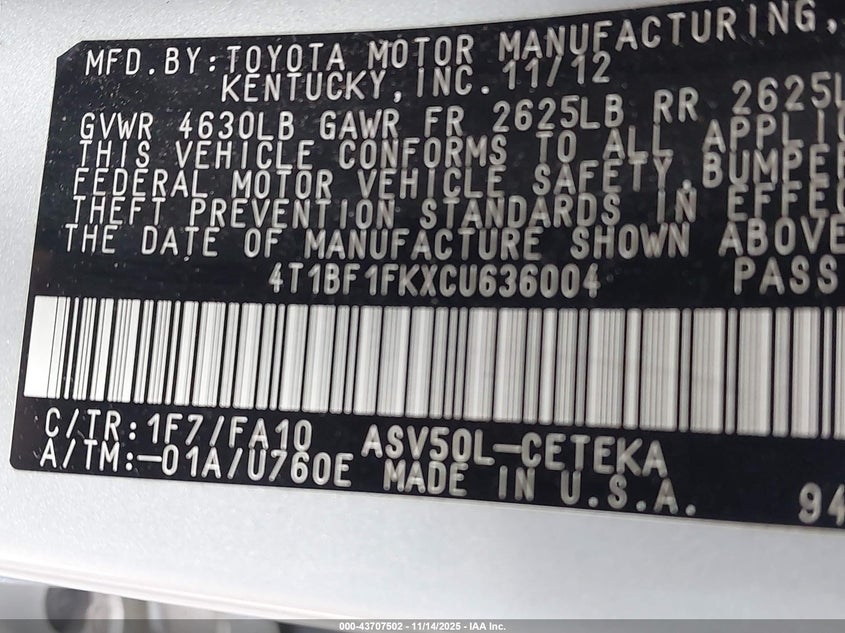 MFD.BY:TOYOTA MOTOR MANUFACTURING,
KENTUCKY,INC.11/12
GVWR 4630LB GAWR FR 2625LB RR 2625L
THIS VEHICLE CONFORMS TO ALL APPLIC
FEDERAL MOTOR VEHICLE SAFETY,BUMPER
THEFT PREVENTION STANDARDS IN EFFEC
THE DATE OF MANUFACTURE SHOWN ABOVE
4T1BF1FKXCU636004 PASS
C/TR:1F7/FA10 ASV50L-CETEKA
A/TM:-01A/U760E MADE IN U.S.A. 94
000-43707502 - 11/14/2025 - IAA Inc.